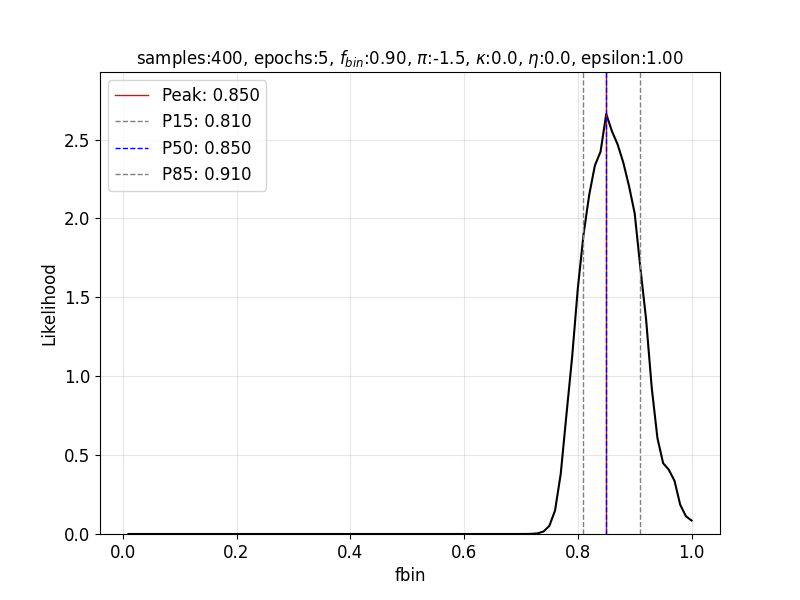 samples:400, epochs:5, f_bin:0.90, π:-1.5, κ:0.0, η:0.0, epsilon:1.00
Peak: 0.850
P15: 0.810
P50: 0.850
P85: 0.910
Likelihood
2.5
2.0
1.5
1.0
0.5
0.0
0.0 0.2 0.4 0.6 0.8 1.0
fbin